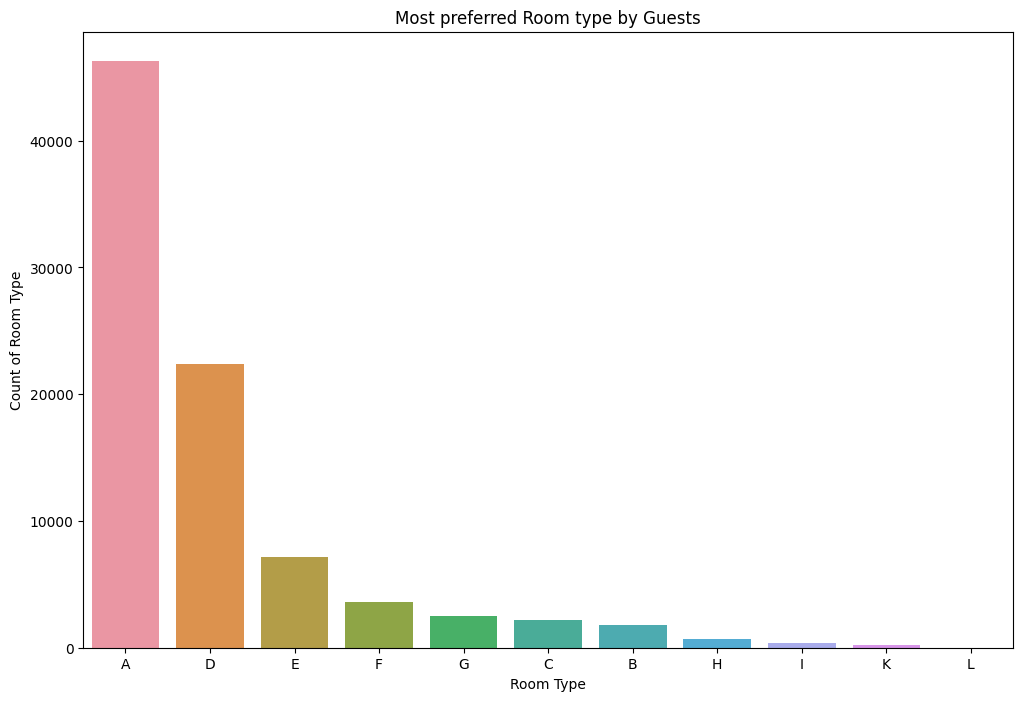 Most preferred Room type by Guests
Count of Room Type
40000
30000
20000
10000
0
A D E F G C B H I K L
Room Type